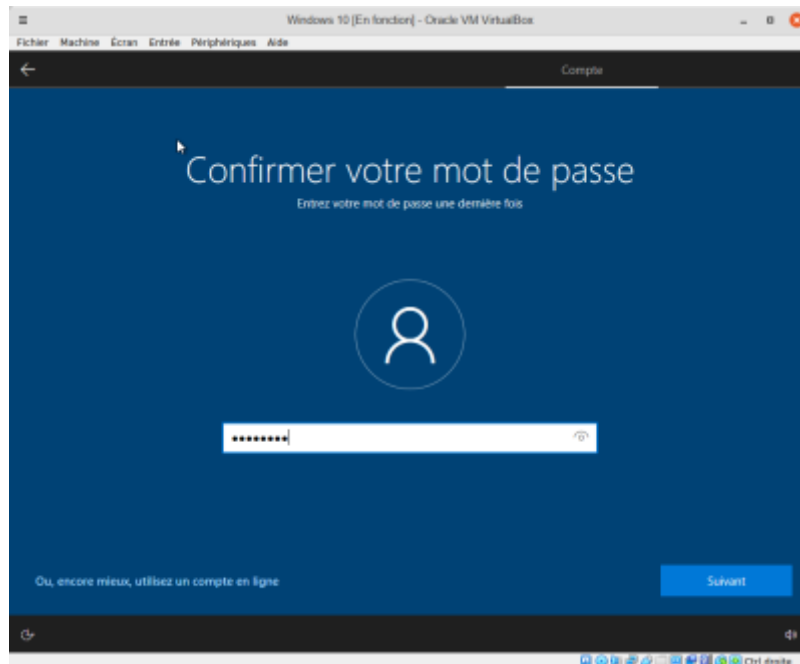 Windows 10 [En fonction] - Oracle VM VirtualBox
Fichier Machine Écran Entrée Périphériques Aide
Compte
Confirmer votre mot de passe
Entrez votre mot de passe une dernière fois
••••••••
Ou, encore mieux, utilisez un compte en ligne
Suivant
Ctrl droite